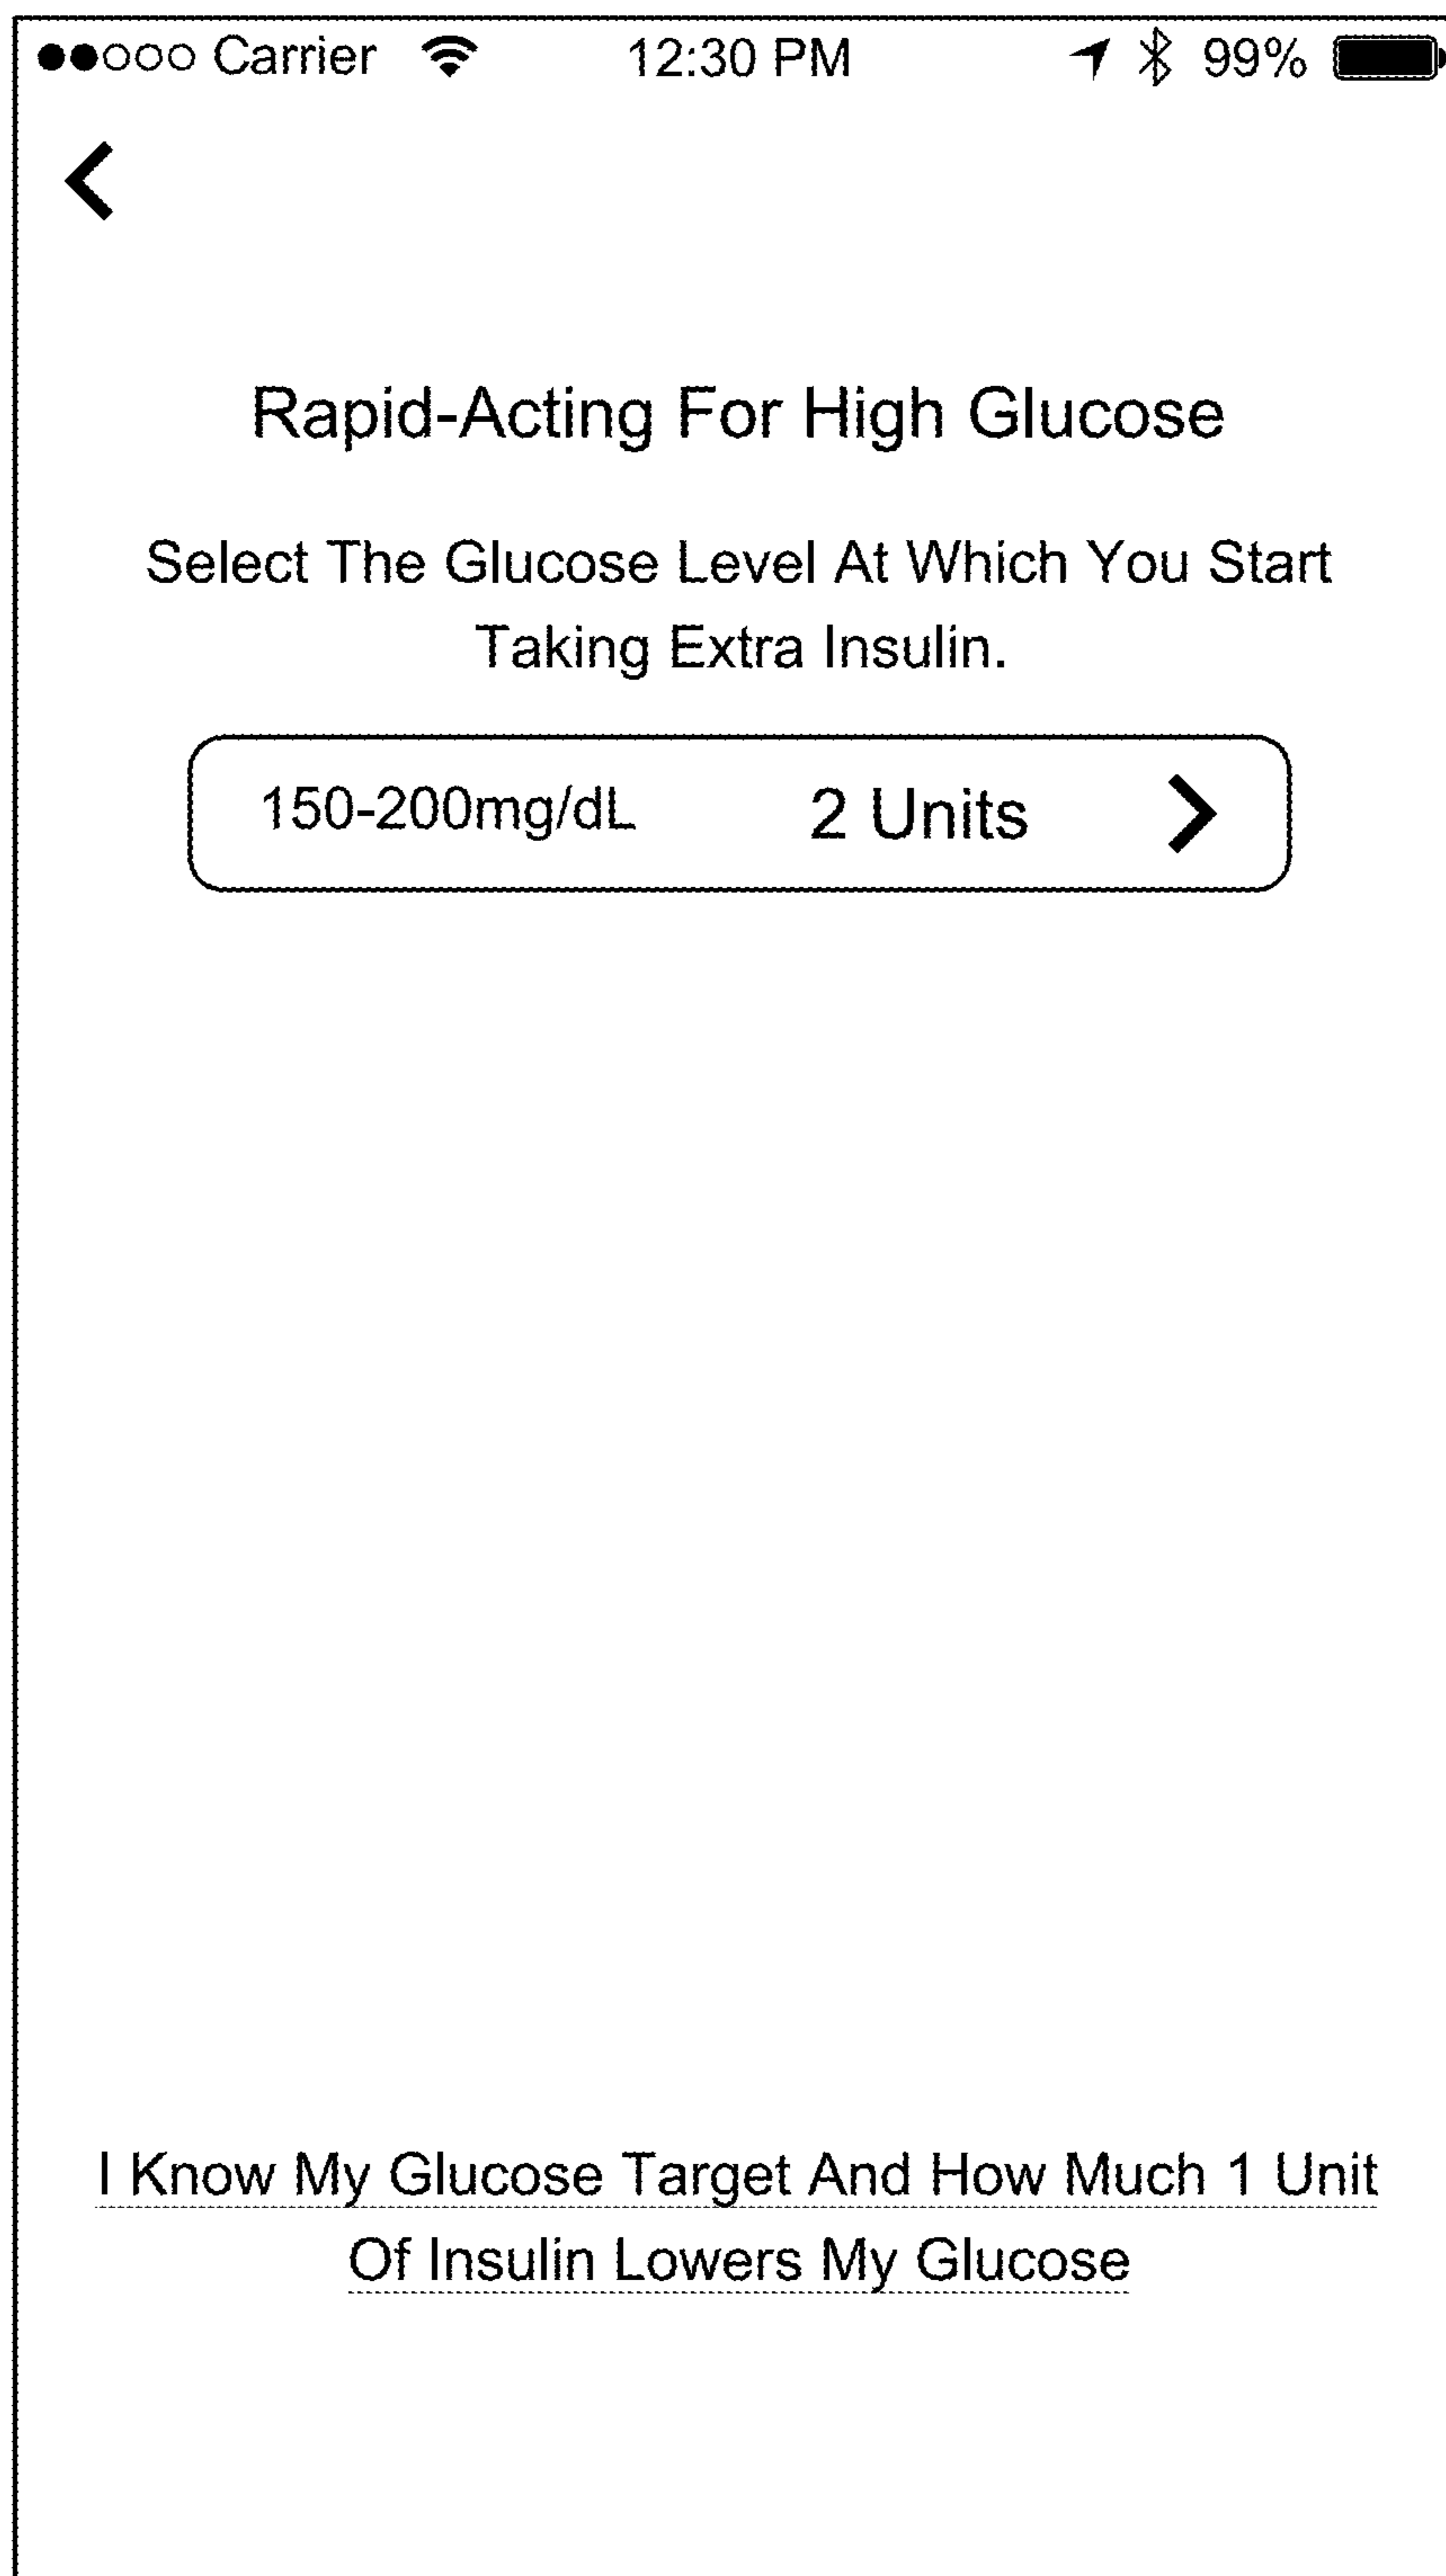 Carrier 12:30 PM 99%
Rapid-Acting For High Glucose
Select The Glucose Level At Which You Start
Taking Extra Insulin.
150-200mg/dL 2 Units
I Know My Glucose Target And How Much 1 Unit
Of Insulin Lowers My Glucose